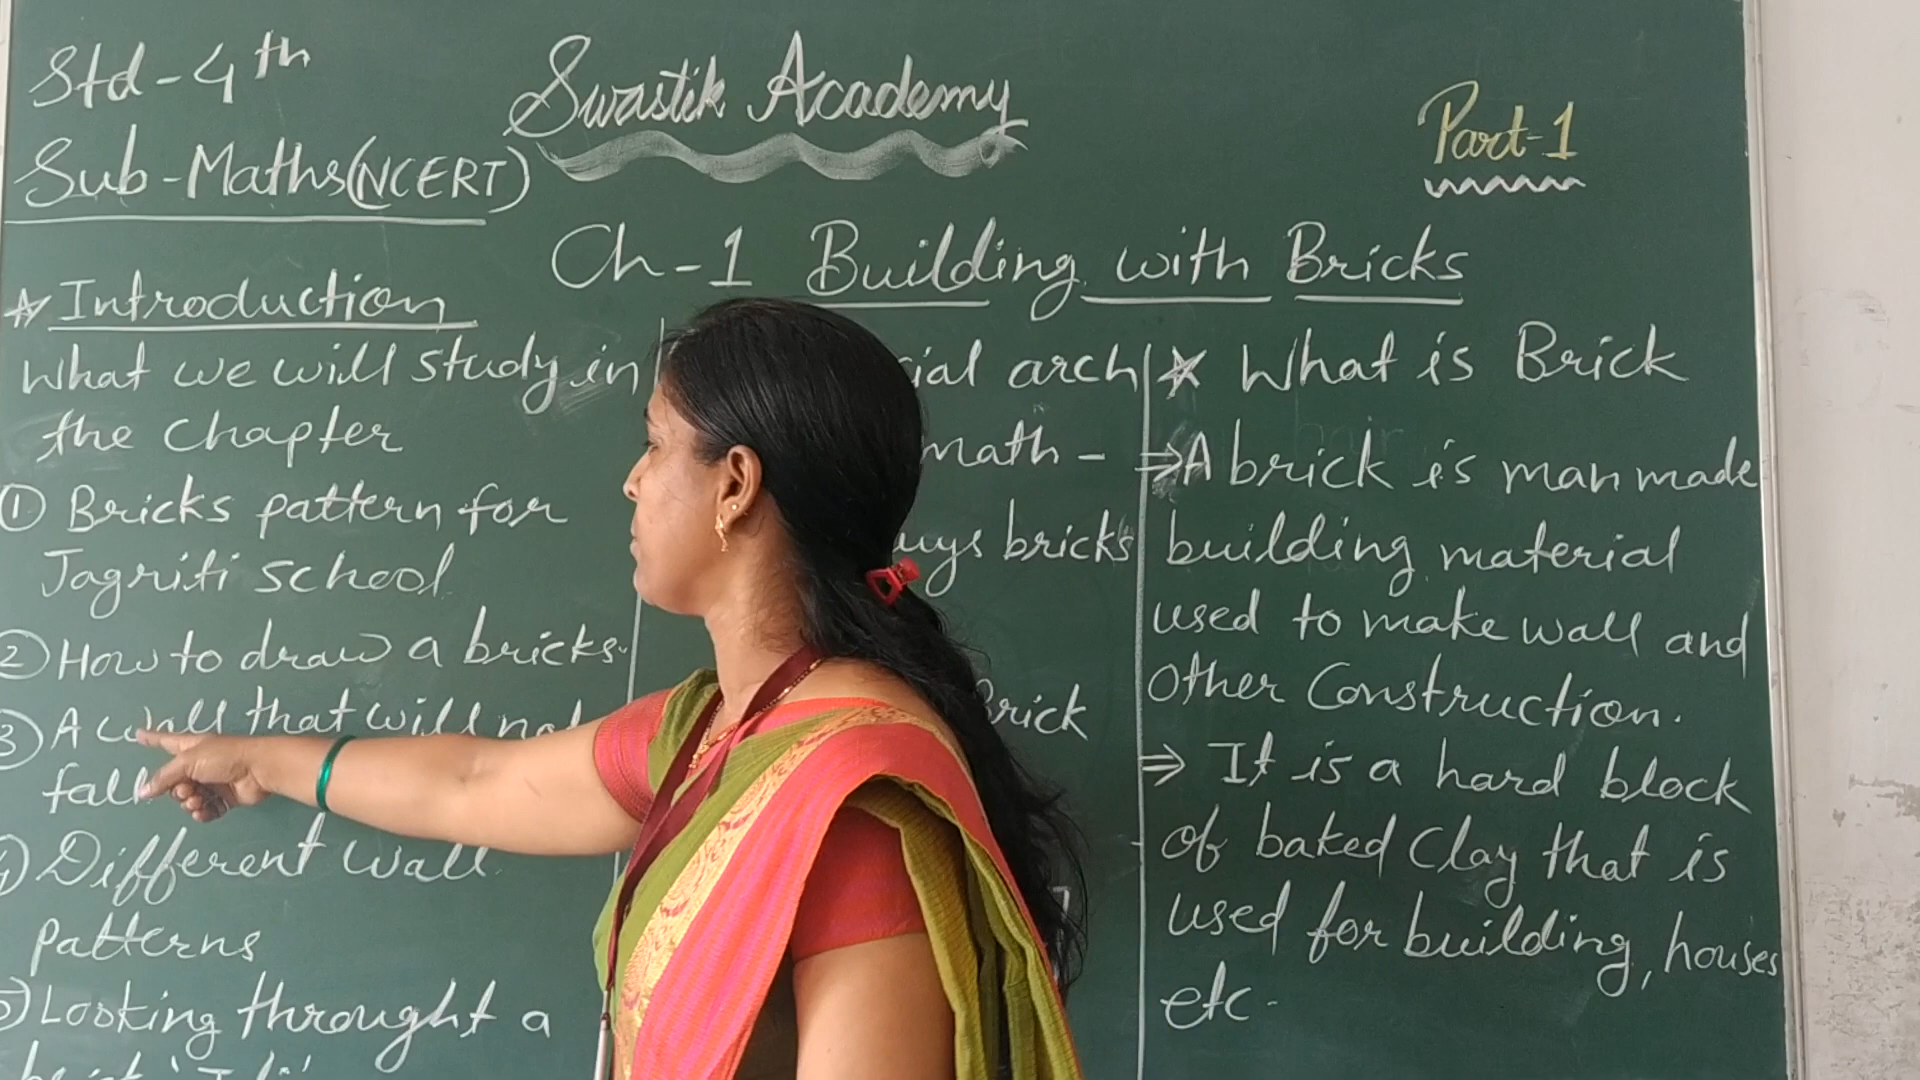 Std-4th
Sub-Maths(NCERT)
Swastik Academy
Part-1
Ch-1 Building with Bricks
Introduction
What we will study in
the chapter
① Bricks pattern for
Jagriti school
② How to draw a bricks.
③ A wall that will not
fall
④ Different wall
patterns
⑤ Looking throught a
arch
math -
bricks
Brick
What is Brick
⇒ A brick is man made
building material
used to make wall and
other Construction.
⇒ It is a hard block
of baked Clay that is
used for building, houses
etc.